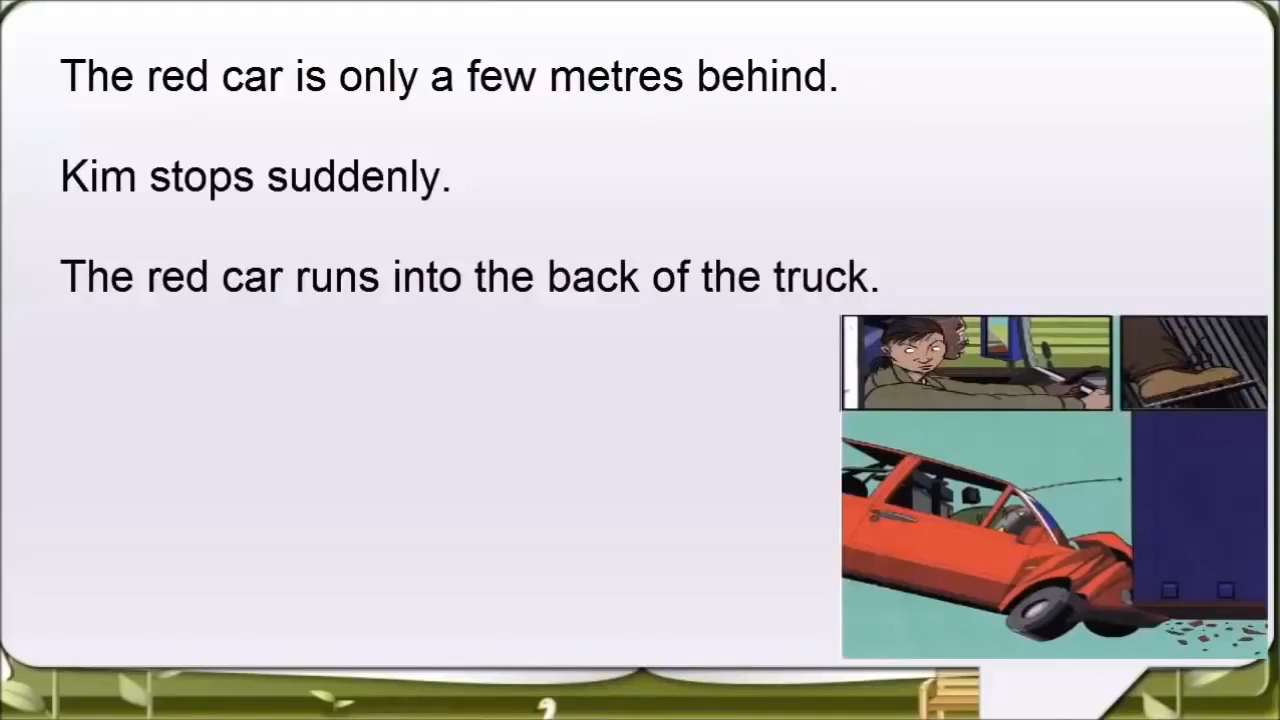 The red car is only a few metres behind.
Kim stops suddenly.
The red car runs into the back of the truck.